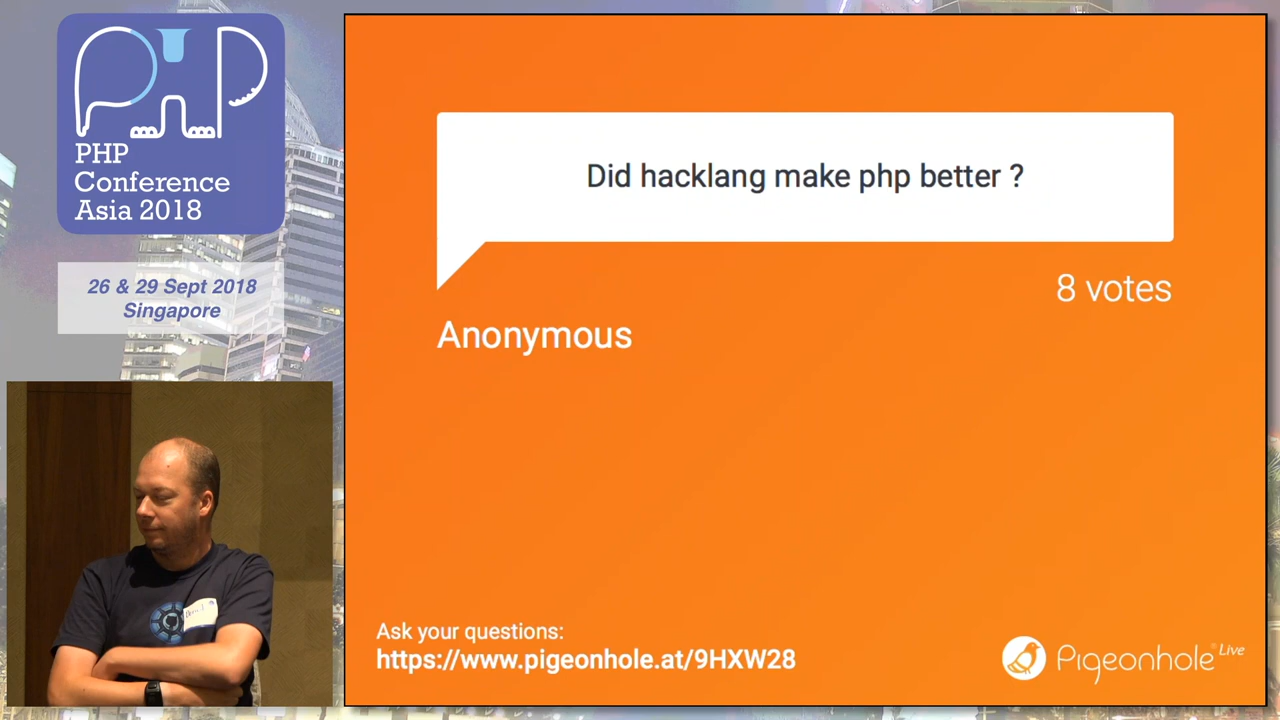 PHP
PHP
Conference
Asia 2018
26 & 29 Sept 2018
Singapore
Did hacklang make php better ?
8 votes
Anonymous
Ask your questions:
https://www.pigeonhole.at/9HXW28
Pigeonhole Live